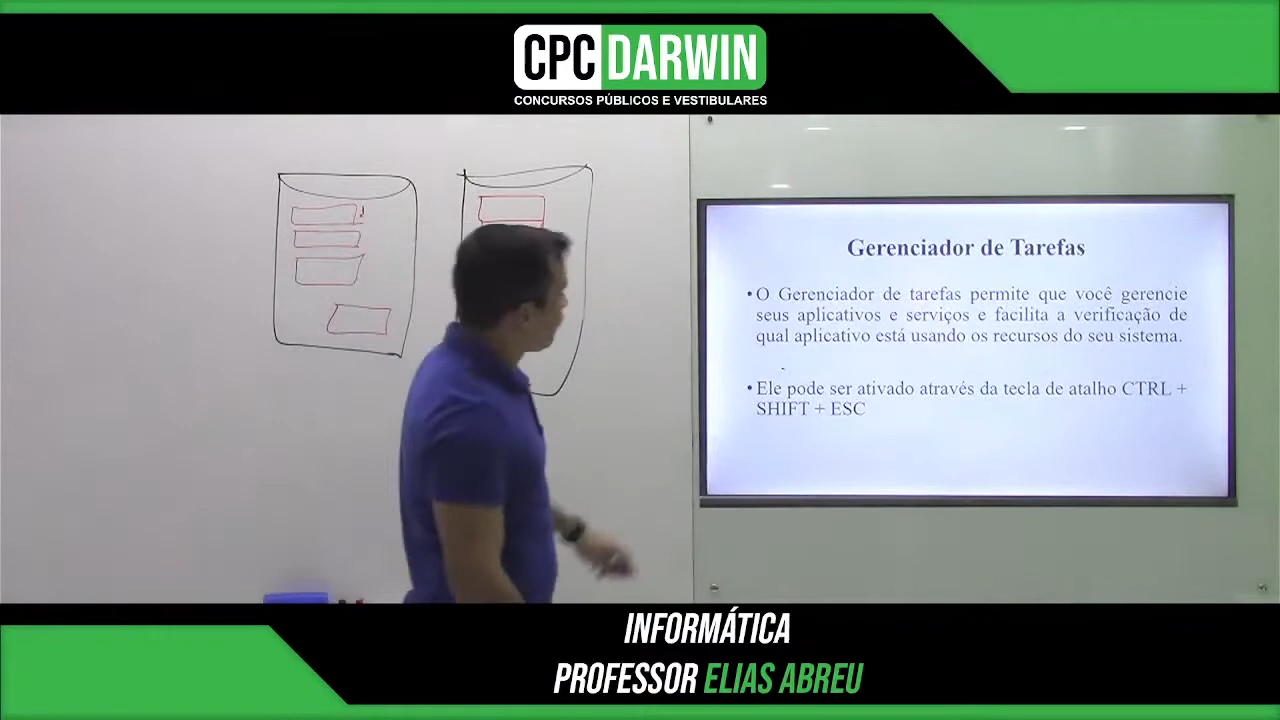 CPC DARWIN
CONCURSOS PÚBLICOS E VESTIBULARES
Gerenciador de Tarefas
•O Gerenciador de tarefas permite que você gerencie
seus aplicativos e serviços e facilita a verificação de
qual aplicativo está usando os recursos do seu sistema.
•Ele pode ser ativado através da tecla de atalho CTRL +
SHIFT + ESC
INFORMÁTICA
PROFESSOR ELIAS ABREU